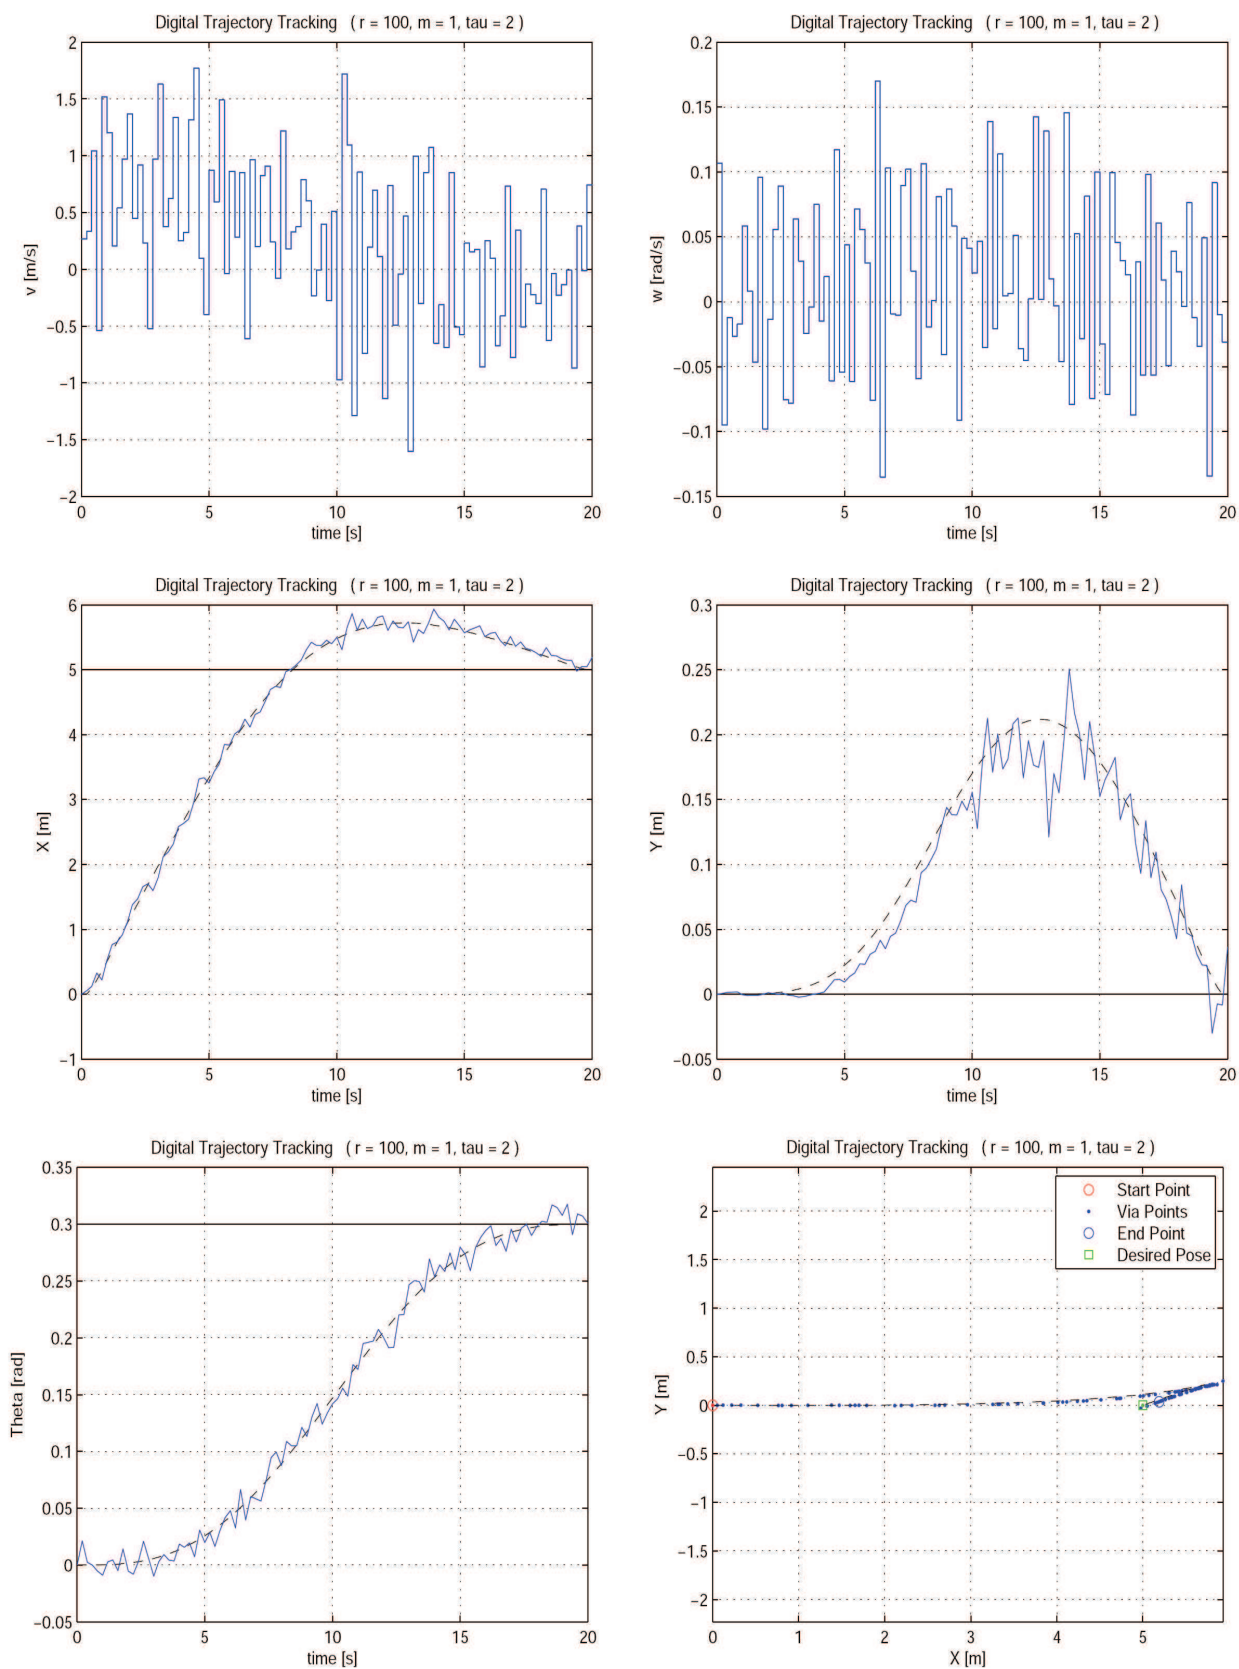 Digital Trajectory Tracking ( r = 100, m = 1, tau = 2 )
2
1.5
1
0.5
0
−0.5
−1
−1.5
−2
v [m/s]
0 5 10 15 20
time [s]
Digital Trajectory Tracking ( r = 100, m = 1, tau = 2 )
0.2
0.15
0.1
0.05
0
−0.05
−0.1
−0.15
w [rad/s]
0 5 10 15 20
time [s]
Digital Trajectory Tracking ( r = 100, m = 1, tau = 2 )
6
5
4
3
2
1
0
−1
X [m]
0 5 10 15 20
time [s]
Digital Trajectory Tracking ( r = 100, m = 1, tau = 2 )
0.3
0.25
0.2
0.15
0.1
0.05
0
−0.05
Y [m]
0 5 10 15 20
time [s]
Digital Trajectory Tracking ( r = 100, m = 1, tau = 2 )
0.35
0.3
0.25
0.2
0.15
0.1
0.05
0
−0.05
Theta [rad]
0 5 10 15 20
time [s]
Digital Trajectory Tracking ( r = 100, m = 1, tau = 2 )
Start Point
Via Points
End Point
Desired Pose
2
1.5
1
0.5
0
−0.5
−1
−1.5
−2
Y [m]
0 1 2 3 4 5
X [m]